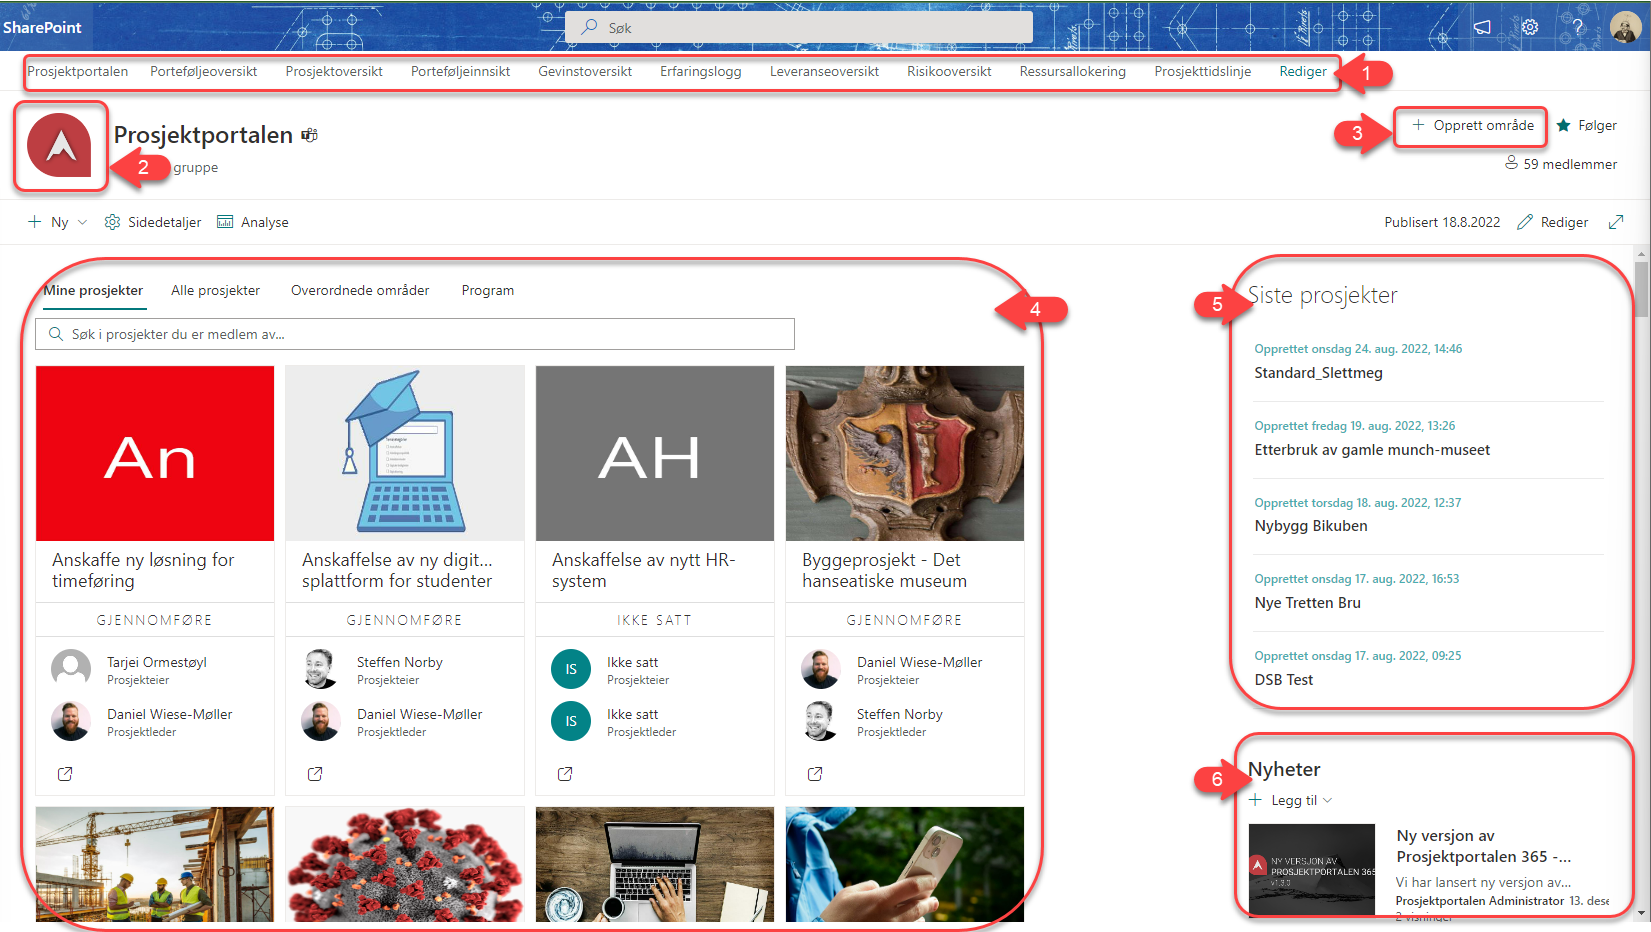 SharePoint
Søk
Prosjektportalen Porteføljeoversikt Prosjektoversikt Porteføljeinnsikt Gevinstoversikt Erfaringslogg Leveranseoversikt Risikooversikt Ressursallokering Prosjekttidslinje Rediger
1
Prosjektportalen
2
gruppe
3
Opprett område
Følger
59 medlemmer
Ny Sidedetaljer Analyse
Publisert 18.8.2022 Rediger
Mine prosjekter Alle prosjekter Overordnede områder Program
4
Søk i prosjekter du er medlem av...
An
Anskaffe ny løsning for
timeføring
GJENNOMFØRE
Tarjei Ormestøyl
Prosjekteier
Daniel Wiese-Møller
Prosjektleder
Anskaffelse av ny digit...
splattform for studenter
GJENNOMFØRE
Steffen Norby
Prosjekteier
Daniel Wiese-Møller
Prosjektleder
AH
Anskaffelse av nytt HR-
system
IKKE SATT
IS
Ikke satt
Prosjekteier
IS
Ikke satt
Prosjektleder
Byggeprosjekt - Det
hanseatiske museum
GJENNOMFØRE
Daniel Wiese-Møller
Prosjekteier
Steffen Norby
Prosjektleder
5
Siste prosjekter
Opprettet onsdag 24. aug. 2022, 14:46
Standard_Slettmeg
Opprettet fredag 19. aug. 2022, 13:26
Etterbruk av gamle munch-museet
Opprettet torsdag 18. aug. 2022, 12:37
Nybygg Bikuben
Opprettet onsdag 17. aug. 2022, 16:53
Nye Tretten Bru
Opprettet onsdag 17. aug. 2022, 09:25
DSB Test
6
Nyheter
Legg til
NY VERSJON AV
PROSJEKTPORTALEN 365
v1.8.0
Ny versjon av
Prosjektportalen 365 -...
Vi har lansert ny versjon av...
Prosjektportalen Administrator 13. dese
2 visninger